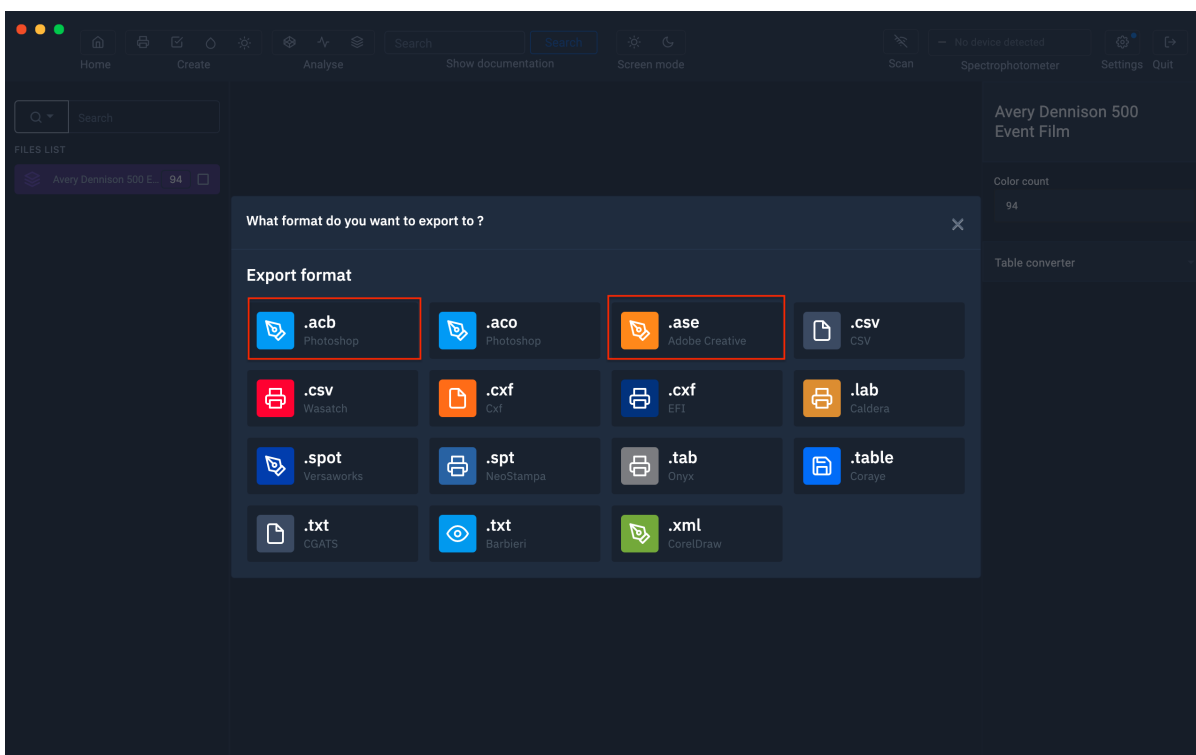 Home
Create
Analyse
Search
Search
Show documentation
Screen mode
Scan
No device detected
Spectrophotometer
Settings
Quit
Search
FILES LIST
Avery Dennison 500 E... 94
Avery Dennison 500
Event Film
Color count
94
Table converter
What format do you want to export to ?
Export format
.acb
Photoshop
.aco
Photoshop
.ase
Adobe Creative
.csv
CSV
.csv
Wasatch
.cxf
Cxf
.cxf
EFI
.lab
Caldera
.spot
Versaworks
.spt
NeoStampa
.tab
Onyx
.table
Coraye
.txt
CGATS
.txt
Barbieri
.xml
CorelDraw